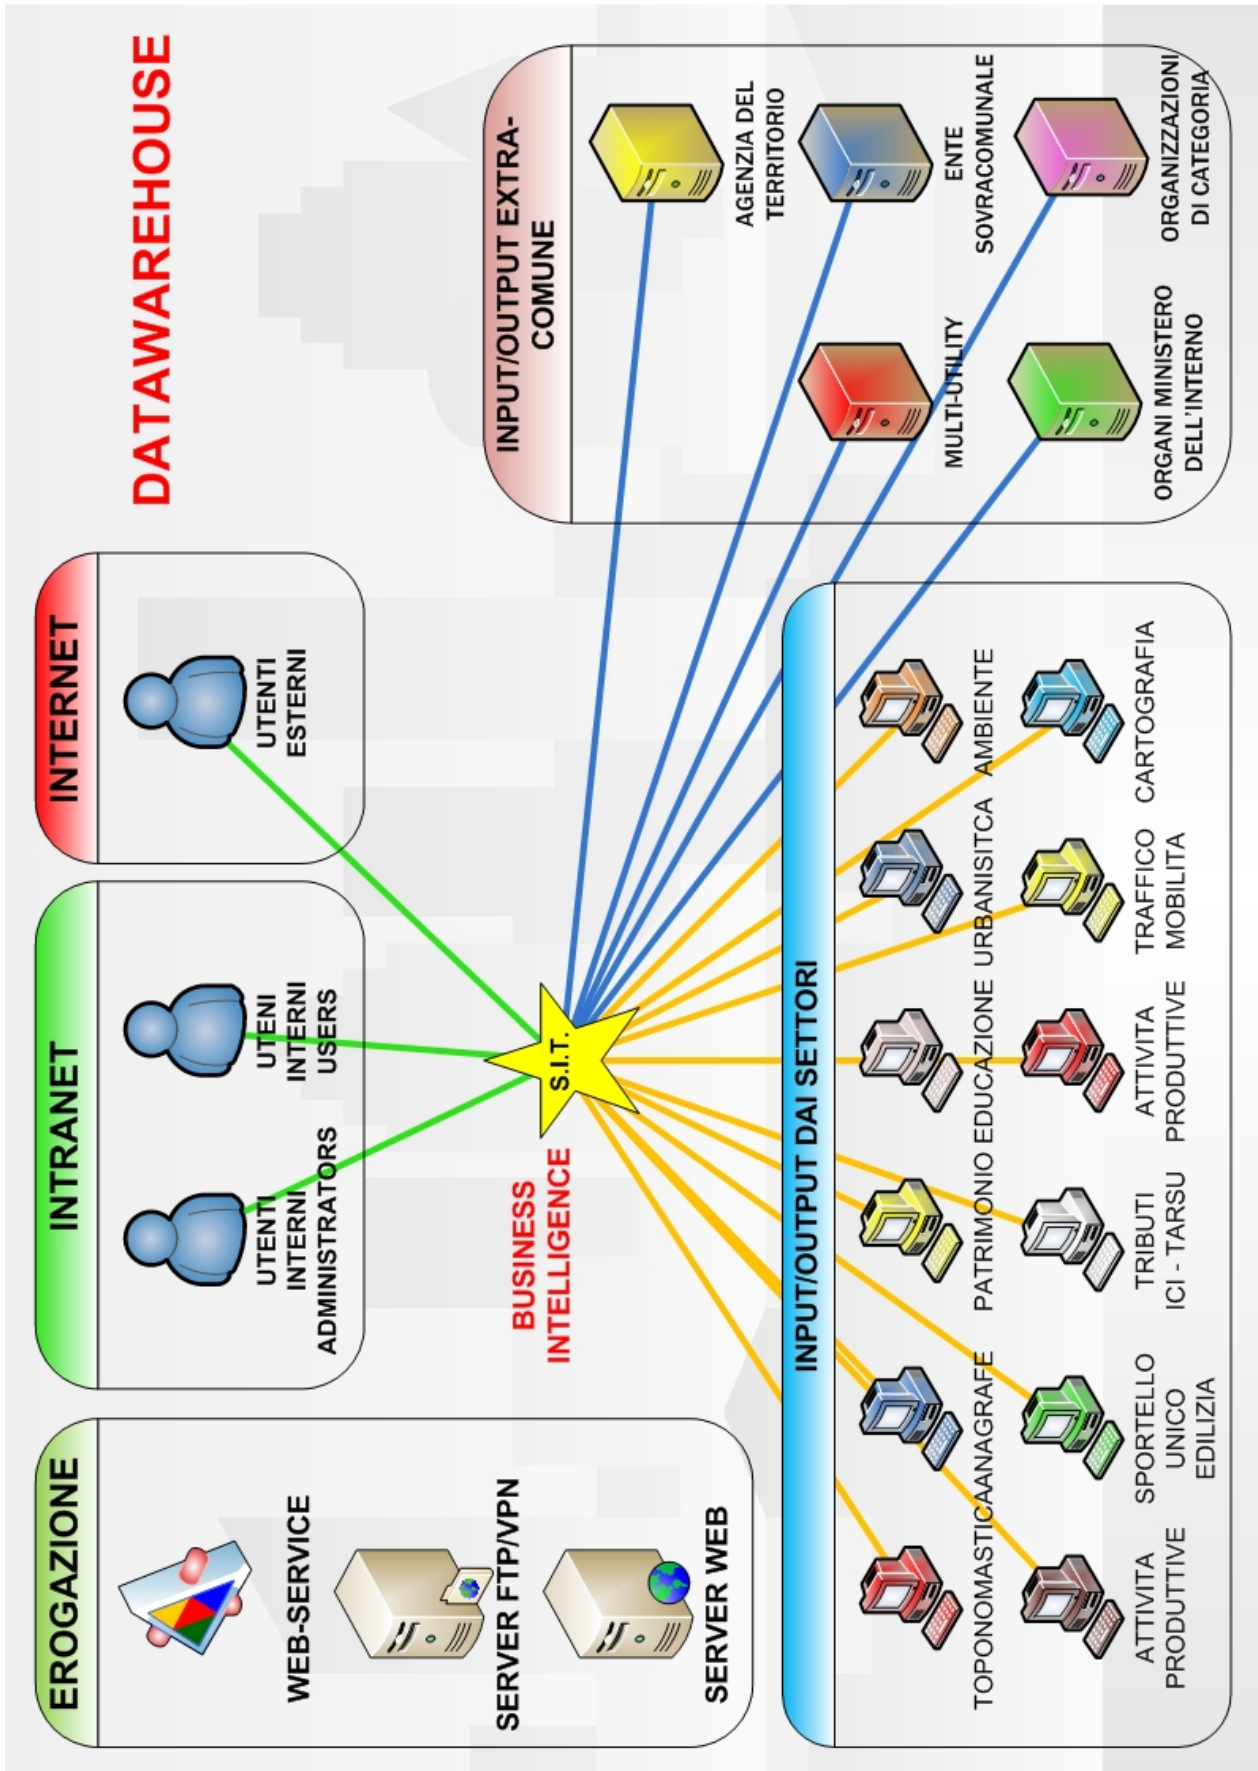 EROGAZIONE
WEB-SERVICE
SERVER FTP/VPN
SERVER WEB
INTRANET
UTENTI
INTERNI
ADMINISTRATORS
UTENI
INTERNI
USERS
INTERNET
UTENTI
ESTERNI
DATAWAREHOUSE
BUSINESS
INTELLIGENCE
S.I.T.
INPUT/OUTPUT EXTRA-
COMUNE
AGENZIA DEL
TERRITORIO
MULTI-UTILITY
ENTE
SOVRACOMUNALE
ORGANI MINISTERO
DELL'INTERNO
ORGANIZZAZIONI
DI CATEGORIA
INPUT/OUTPUT DAI SETTORI
TOPONOMASTICA
ANAGRAFE
PATRIMONIO
EDUCAZIONE
URBANISITCA
AMBIENTE
ATTIVITA
PRODUTTIVE
SPORTELLO
UNICO
EDILIZIA
TRIBUTI
ICI - TARSU
ATTIVITA
PRODUTTIVE
TRAFFICO
MOBILITA
CARTOGRAFIA